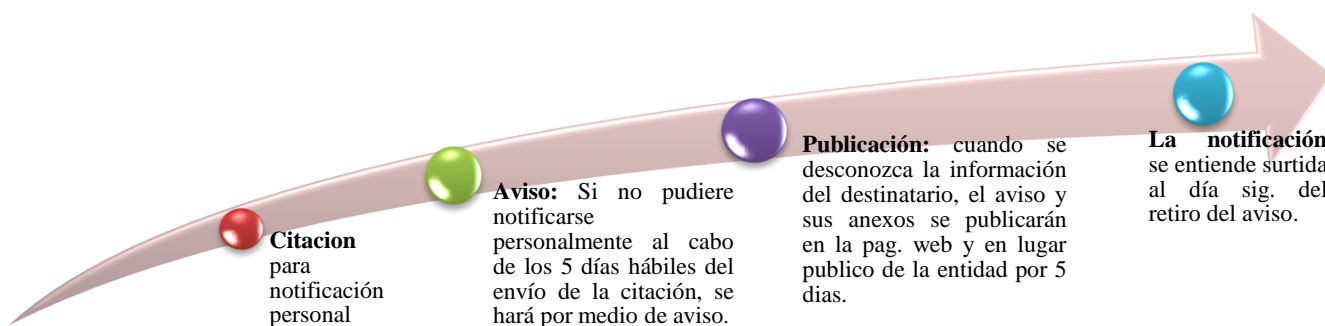 Citacion
para
notificación
personal
Aviso: Si no pudiere
notificarse
personalmente al cabo
de los 5 días hábiles del
envío de la citación, se
hará por medio de aviso.
Publicación: cuando se
desconozca la información
del destinatario, el aviso y
sus anexos se publicarán
en la pag. web y en lugar
publico de la entidad por 5
dias.
La notificación
se entiende surtida
al día sig. del
retiro del aviso.